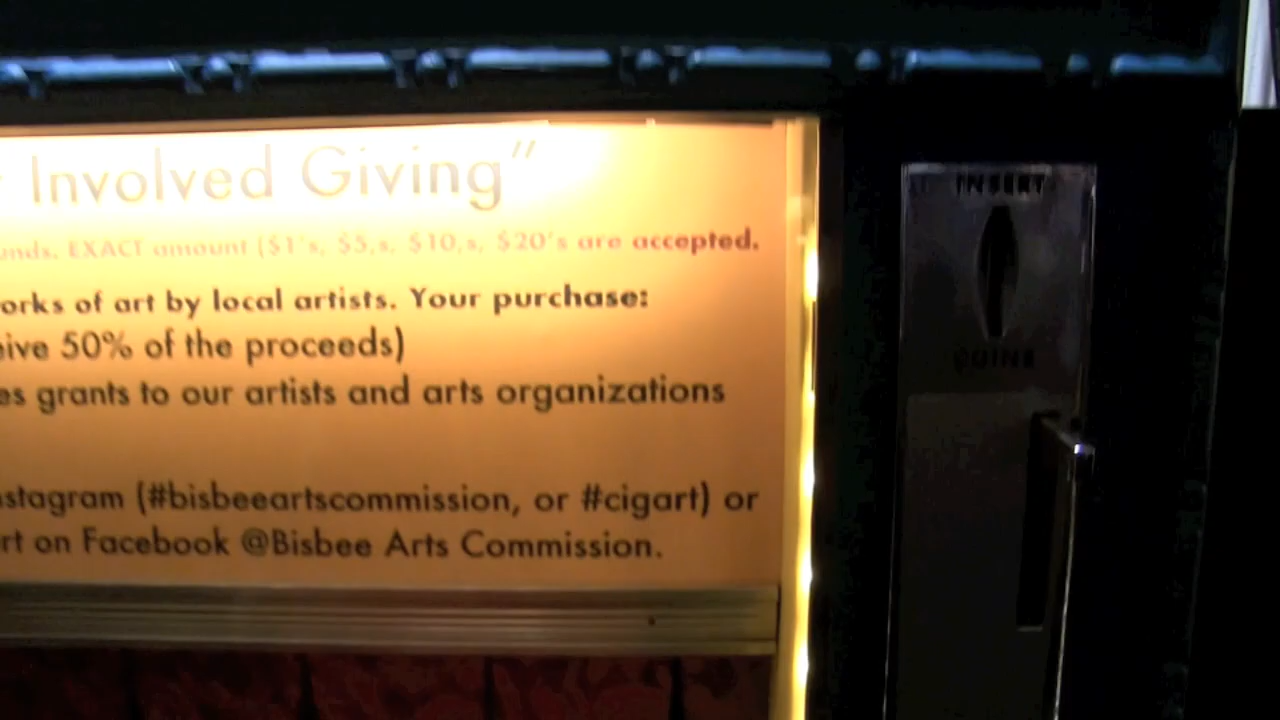 Involved Giving”
EXACT amount ($1's, $5,s, $10,s, $20's are accepted.
of art by local artists. Your purchase:
50% of the proceeds)
grants to our artists and arts organizations
(#bisbeeartscommission, or #cigart) or
on Facebook @Bisbee Arts Commission.
INSERT
COINS